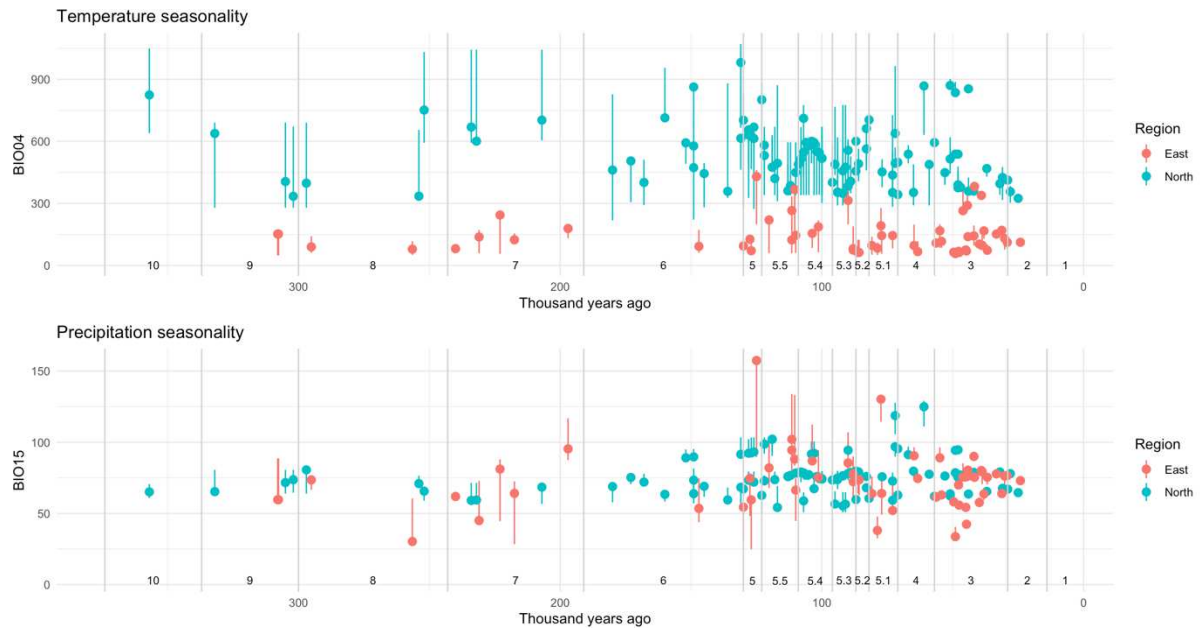 Temperature seasonality
BIO04
900
600
300
0
10 9 8 7 6 5 5.5 5.4 5.3 5.2 5.1 4 3 2 1
300 200 100 0
Thousand years ago
Region
East
North
Precipitation seasonality
BIO15
150
100
50
0
10 9 8 7 6 5 5.5 5.4 5.3 5.2 5.1 4 3 2 1
300 200 100 0
Thousand years ago
Region
East
North